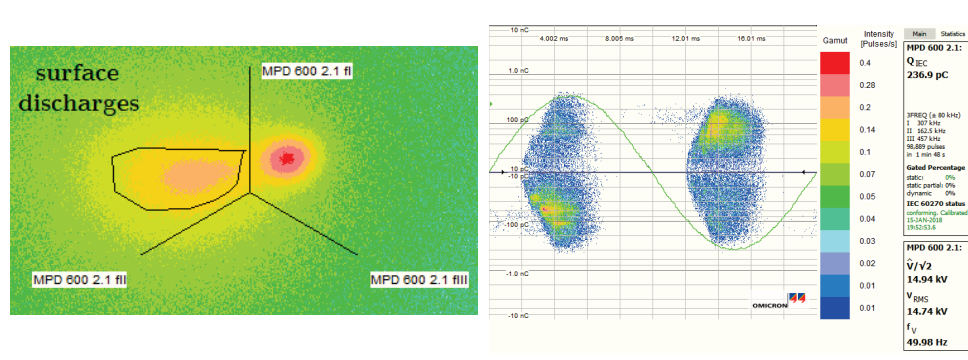 surface
discharges
MPD 600 2.1 fI
MPD 600 2.1 fII
MPD 600 2.1 fIII
10 nC
4.002 ms
8.005 ms
12.01 ms
16.01 ms
1.0 nC
100 pC
10 pC
-10 pC
-100 pC
-1.0 nC
-10 nC
OMICRON
Gamut
Intensity
[Pulses/s]
0.4
0.28
0.2
0.14
0.1
0.07
0.05
0.04
0.03
0.02
0.01
0.01
Main Statistics
MPD 600 2.1:
Q IEC
236.9 pC
3FREQ (± 80 kHz)
I 307 kHz
II 162.5 kHz
III 457 kHz
98,889 pulses
in 1 min 48 s
Gated Percentage
static: 0%
static partial: 0%
dynamic 0%
IEC 60270 status
conforming. Calibrated
15-JAN-2018
19:52:53.6
MPD 600 2.1:
V̂/√2
14.94 kV
V RMS
14.74 kV
f V
49.98 Hz